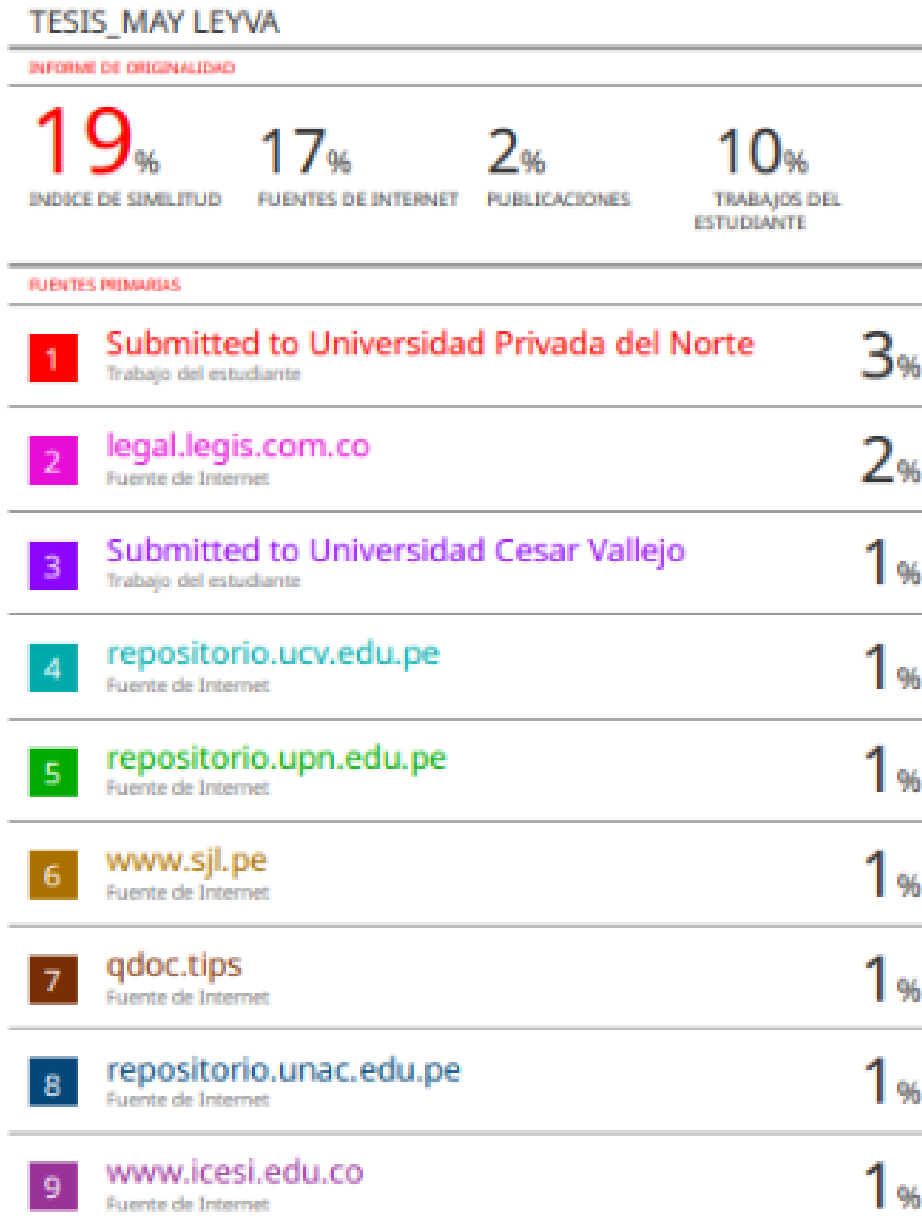 TESIS_MAY LEYVA
INFORME DE ORIGINALIDAD
19%
INDICE DE SIMILITUD
17%
FUENTES DE INTERNET
2%
PUBLICACIONES
10%
TRABAJOS DEL
ESTUDIANTE
FUENTES PRIMARIAS
1
Submitted to Universidad Privada del Norte
Trabajo del estudiante
3%
2
legal.legis.com.co
Fuente de Internet
2%
3
Submitted to Universidad Cesar Vallejo
Trabajo del estudiante
1%
4
repositorio.ucv.edu.pe
Fuente de Internet
1%
5
repositorio.upn.edu.pe
Fuente de Internet
1%
6
www.sjl.pe
Fuente de Internet
1%
7
qdoc.tips
Fuente de Internet
1%
8
repositorio.unac.edu.pe
Fuente de Internet
1%
9
www.icesi.edu.co
Fuente de Internet
1%